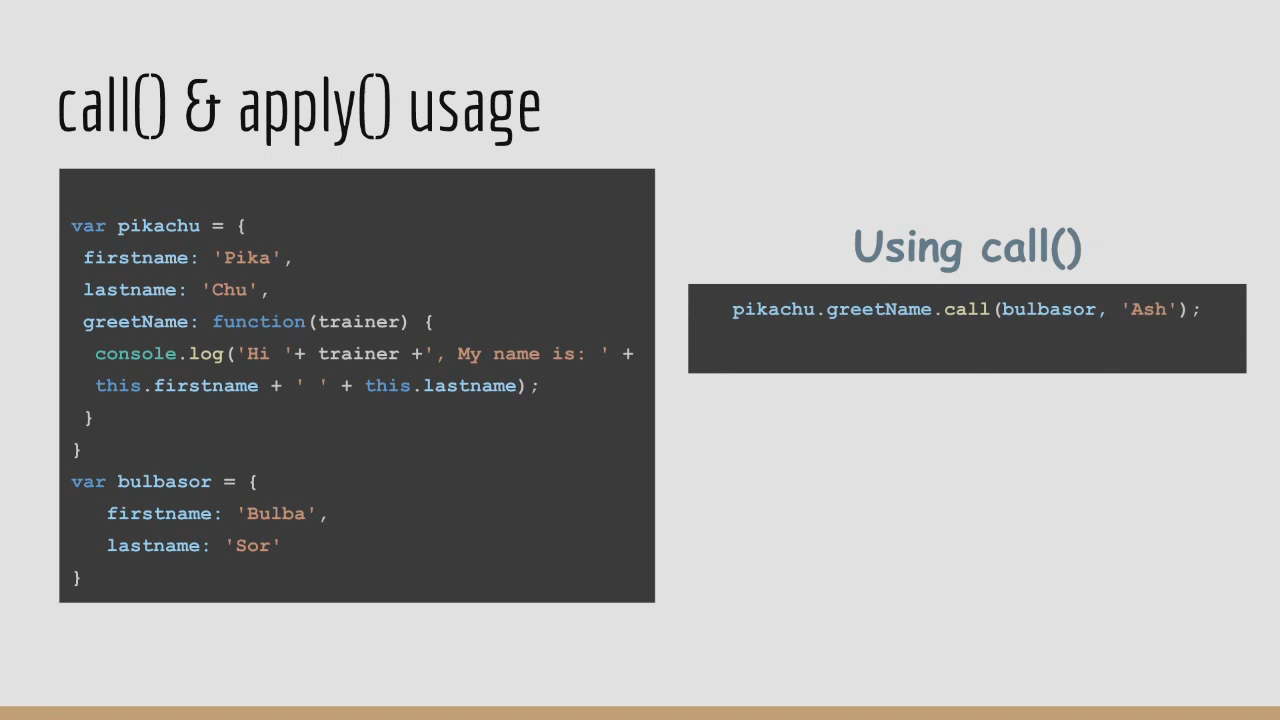 call() & apply() usage
var pikachu = {
firstname: 'Pika',
lastname: 'Chu',
greetName: function(trainer) {
console.log('Hi '+ trainer +', My name is: ' +
this.firstname + ' ' + this.lastname);
}
}
var bulbasor = {
firstname: 'Bulba',
lastname: 'Sor'
}
Using call()
pikachu.greetName.call(bulbasor, 'Ash');